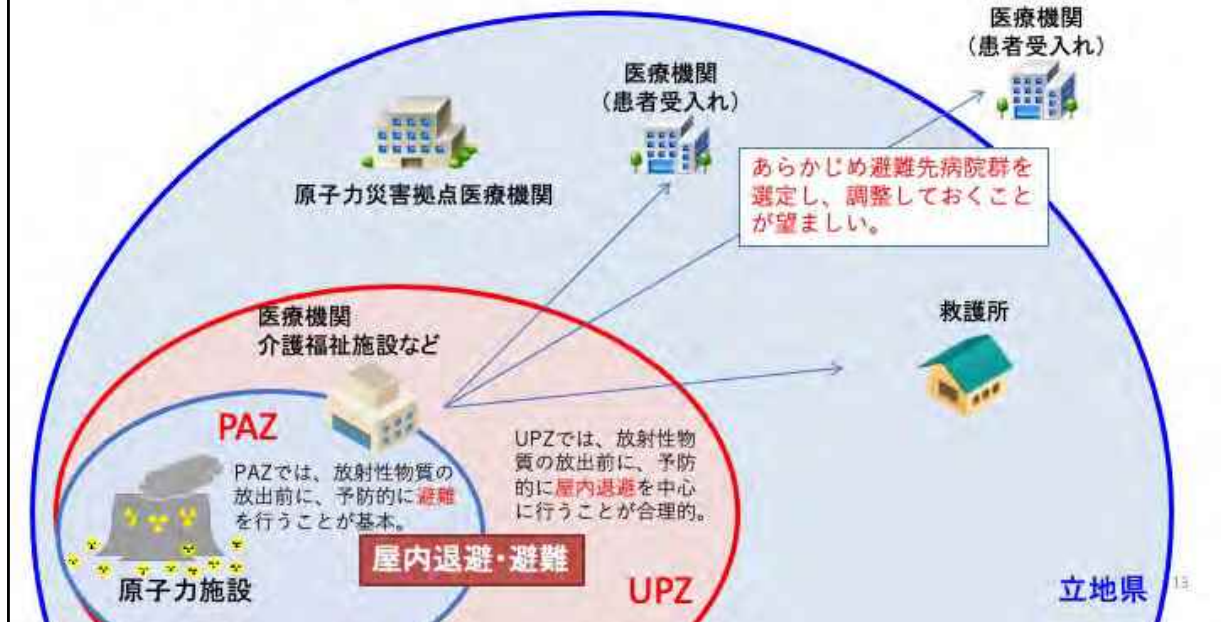 医療機関
（患者受入れ）
医療機関
（患者受入れ）
原子力災害拠点医療機関
あらかじめ避難先病院群を
選定し、調整しておくこと
が望ましい。
医療機関
介護福祉施設など
救護所
PAZ
PAZでは、放射性物質の
放出前に、予防的に避難
を行うことが基本。
UPZでは、放射性物
質の放出前に、予防
的に屋内退避を中心
に行うことが合理的。
屋内退避・避難
原子力施設
UPZ
立地県
13